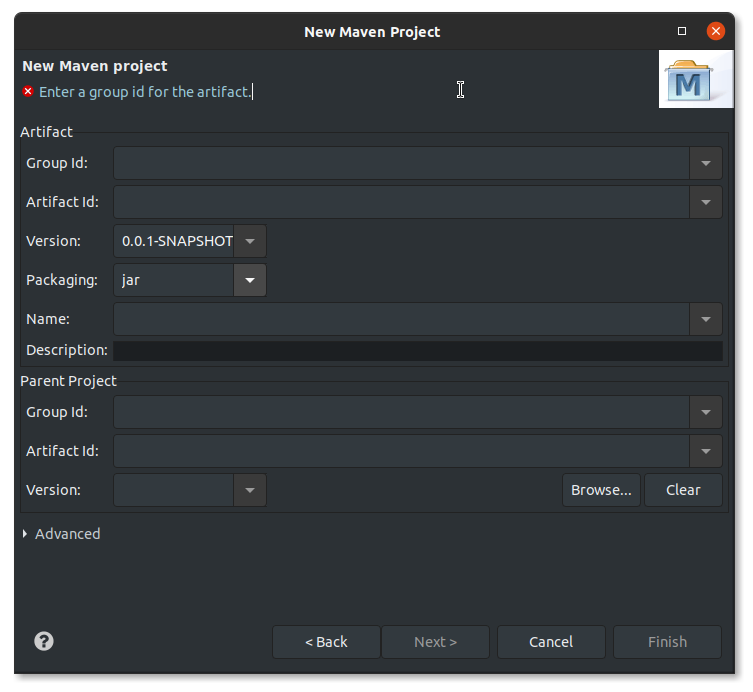 New Maven Project
New Maven project
Enter a group id for the artifact.
M
Artifact
Group Id:
Artifact Id:
Version: 0.0.1-SNAPSHOT
Packaging: jar
Name:
Description:
Parent Project
Group Id:
Artifact Id:
Version: Browse... Clear
Advanced
? < Back Next > Cancel Finish